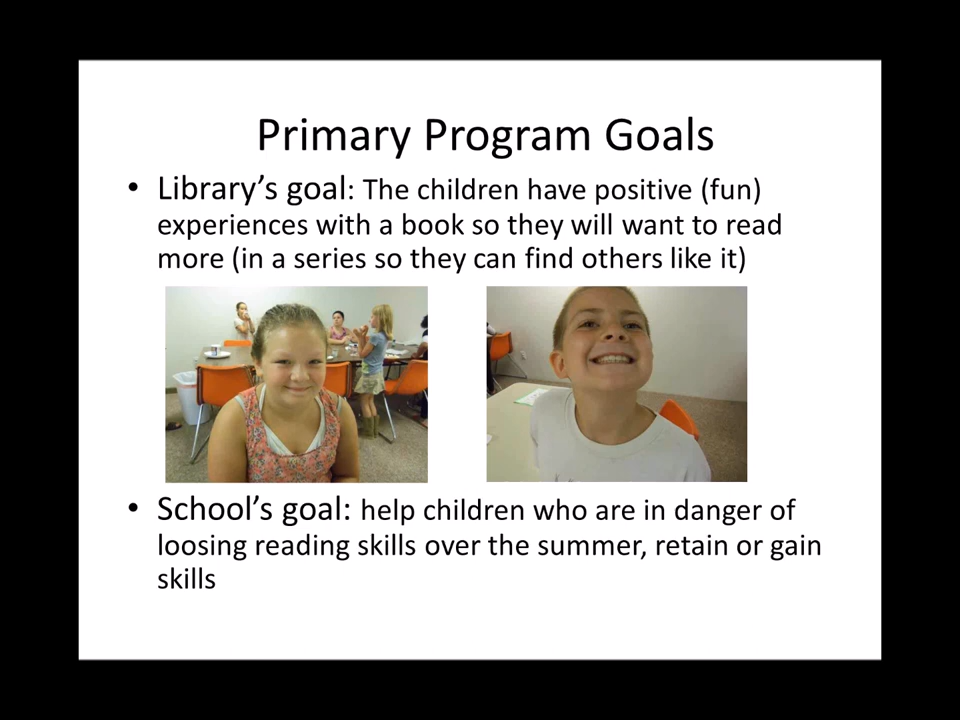 Primary Program Goals
• Library's goal: The children have positive (fun)
experiences with a book so they will want to read
more (in a series so they can find others like it)
• School's goal: help children who are in danger of
loosing reading skills over the summer, retain or gain
skills